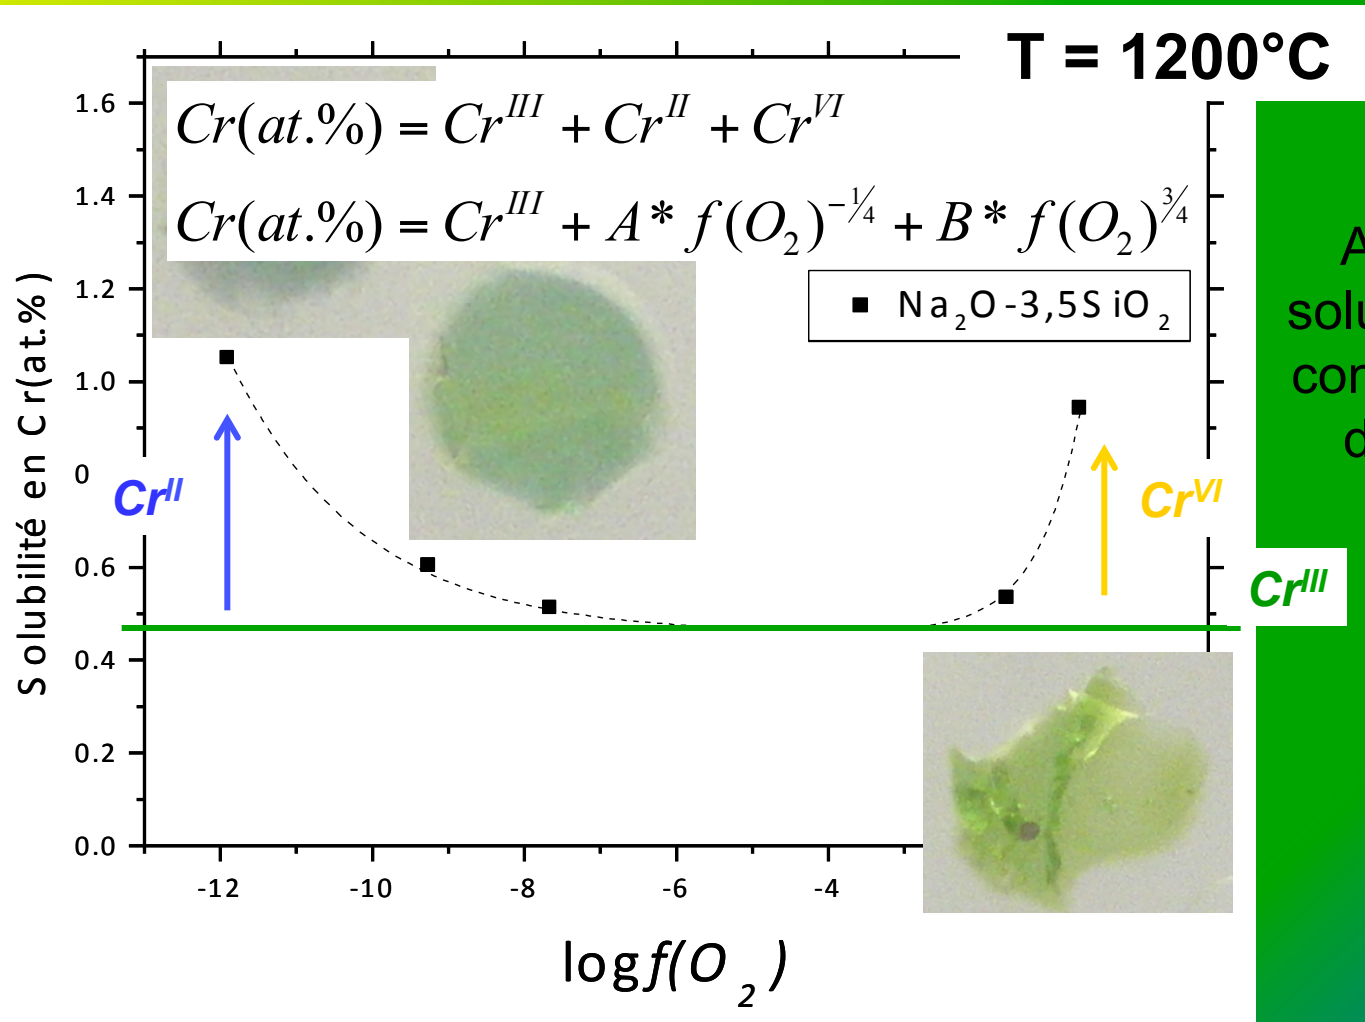 T = 1200°C
Cr(at.%) = Cr^III + Cr^II + Cr^VI
Cr(at.%) = Cr^III + A* f(O₂)^-¼ + B* f(O₂)^¾
Na₂O-3,5SiO₂
Solubilité en Cr(at.%)
1.6
1.4
1.2
1.0
0
0.6
0.4
0.2
0.0
Cr^II
Cr^VI
Cr^III
-12 -10 -8 -6 -4
log f(O₂)